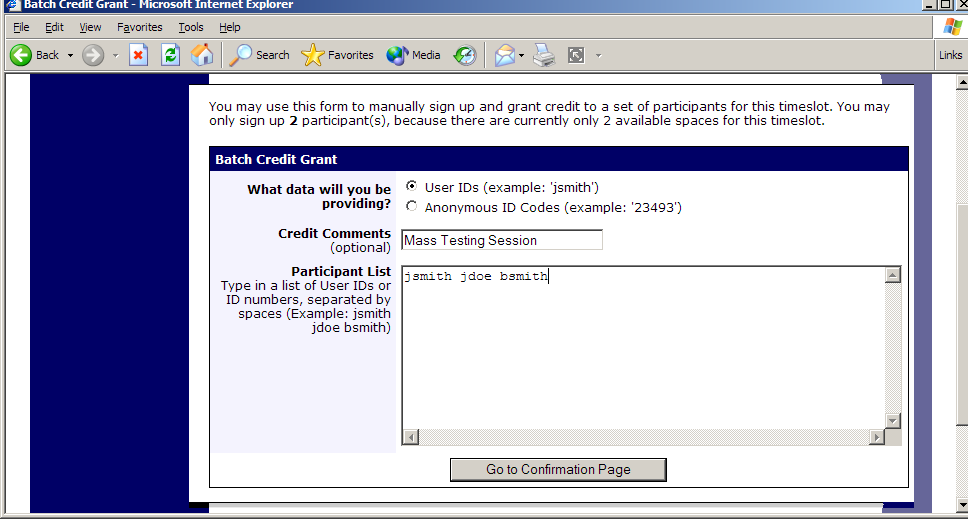 Batch Credit Grant - Microsoft Internet Explorer
File Edit View Favorites Tools Help
Back Search Favorites Media Links
You may use this form to manually sign up and grant credit to a set of participants for this timeslot. You may
only sign up 2 participant(s), because there are currently only 2 available spaces for this timeslot.
Batch Credit Grant
What data will you be
providing?
User IDs (example: 'jsmith')
Anonymous ID Codes (example: '23493')
Credit Comments
(optional)
Mass Testing Session
Participant List
Type in a list of User IDs or
ID numbers, separated by
spaces (Example: jsmith
jdoe bsmith)
jsmith jdoe bsmith
Go to Confirmation Page